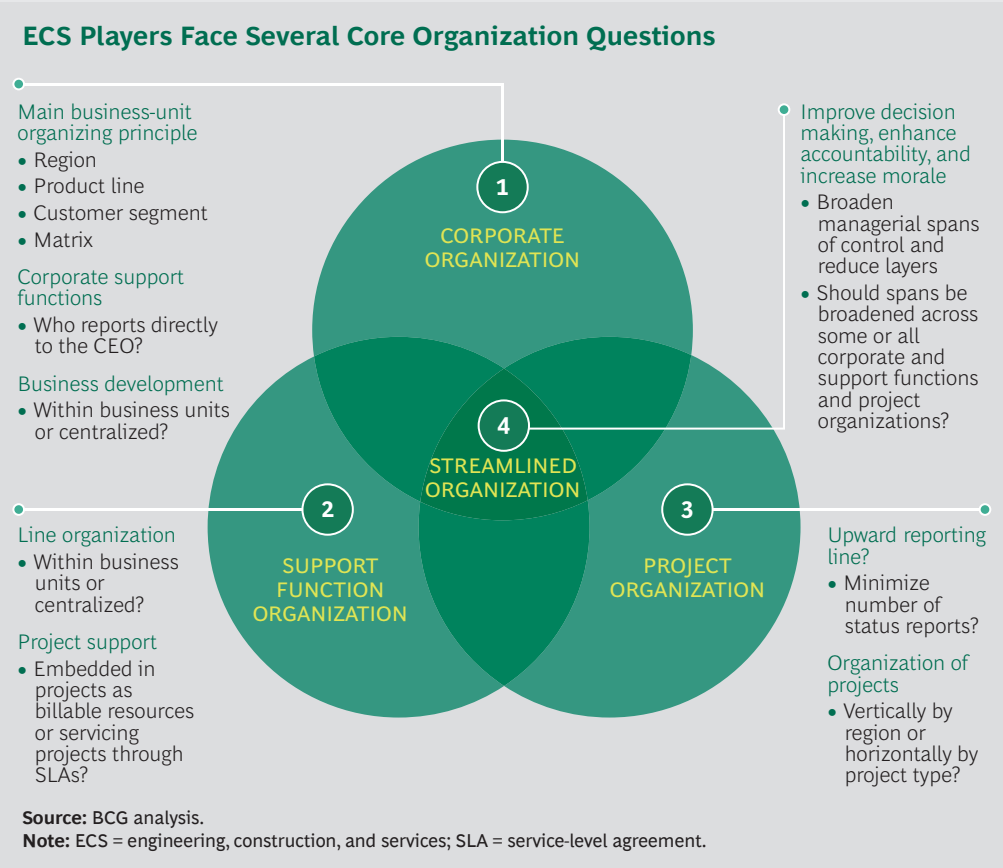 ECS Players Face Several Core Organization Questions
Main business-unit
organizing principle
• Region
• Product line
• Customer segment
• Matrix
Corporate support
functions
• Who reports directly
to the CEO?
Business development
• Within business units
or centralized?
1
CORPORATE
ORGANIZATION
Improve decision
making, enhance
accountability, and
increase morale
• Broaden
managerial spans
of control and
reduce layers
• Should spans be
broadened across
some or all
corporate and
support functions
and project
organizations?
4
STREAMLINED
ORGANIZATION
Line organization
• Within business
units or
centralized?
Project support
• Embedded in
projects as
billable resources
or servicing
projects through
SLAs?
2
SUPPORT
FUNCTION
ORGANIZATION
3
PROJECT
ORGANIZATION
Upward reporting
line?
• Minimize
number of
status reports?
Organization of
projects
• Vertically by
region or
horizontally by
project type?
Source: BCG analysis.
Note: ECS = engineering, construction, and services; SLA = service-level agreement.